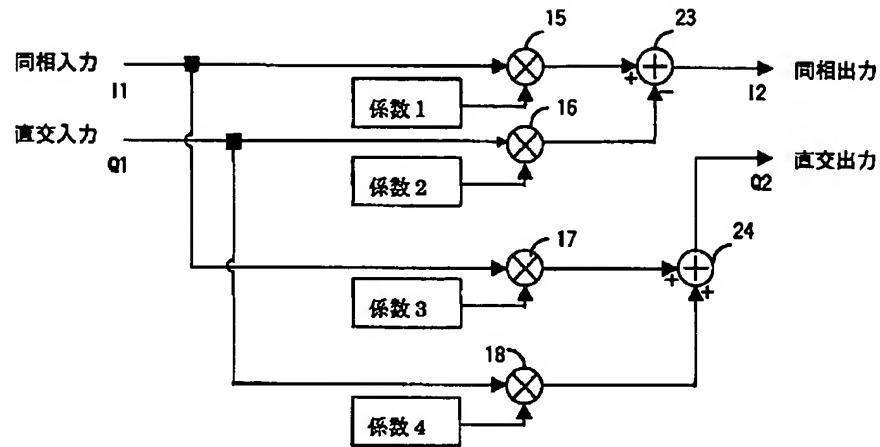 15
23
同相入力
I1
+
-
同相出力
I2
係数1
16
直交入力
Q1
直交出力
Q2
係数2
17
24
+
+
係数3
18
係数4